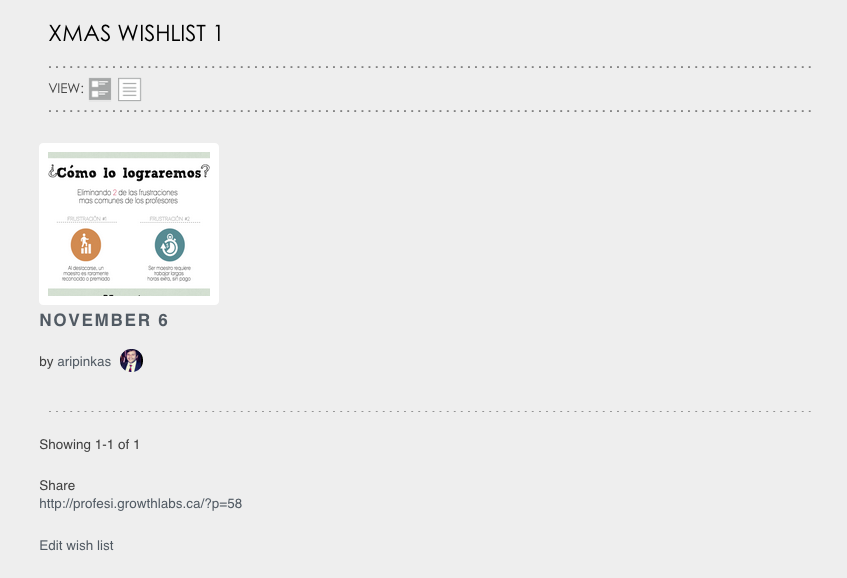 XMAS WISHLIST 1
VIEW:
¿Cómo lo lograremos?
Eliminando 2 de las frustraciones
mas comunes de los profesores
FRUSTRACIÓN #1
FRUSTRACIÓN #2
Al destacarse, un
maestro es raramente
reconocido o premiado
Ser maestro requiere
trabajar largas
horas extra, sin pago
NOVEMBER 6
by aripinkas
Showing 1-1 of 1
Share
http://profesi.growthlabs.ca/?p=58
Edit wish list